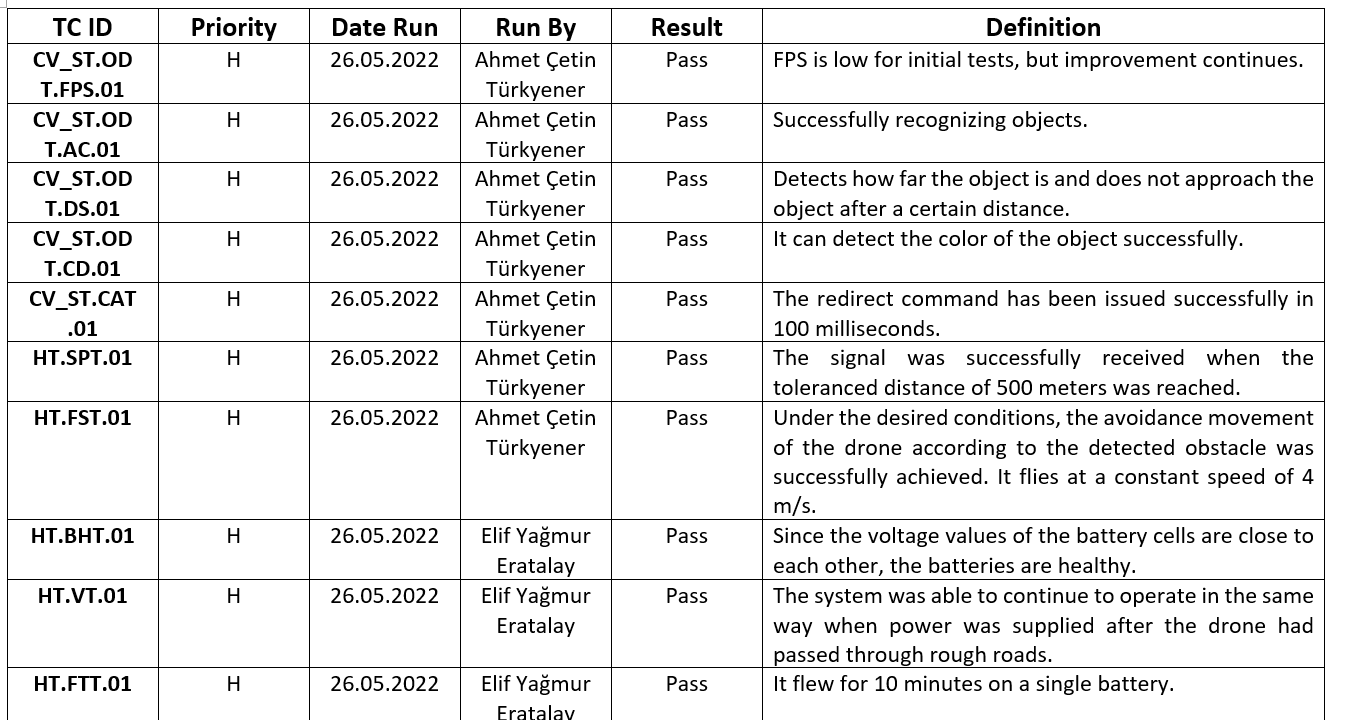 TC ID Priority Date Run Run By Result Definition
CV_ST.OD H 26.05.2022 Ahmet Çetin Pass FPS is low for initial tests, but improvement continues.
T.FPS.01 Türkyener
CV_ST.OD H 26.05.2022 Ahmet Çetin Pass Successfully recognizing objects.
T.AC.01 Türkyener
CV_ST.OD H 26.05.2022 Ahmet Çetin Pass Detects how far the object is and does not approach the
T.DS.01 Türkyener object after a certain distance.
CV_ST.OD H 26.05.2022 Ahmet Çetin Pass It can detect the color of the object successfully.
T.CD.01 Türkyener
CV_ST.CAT H 26.05.2022 Ahmet Çetin Pass The redirect command has been issued successfully in
.01 Türkyener 100 milliseconds.
HT.SPT.01 H 26.05.2022 Ahmet Çetin Pass The signal was successfully received when the
Türkyener toleranced distance of 500 meters was reached.
HT.FST.01 H 26.05.2022 Ahmet Çetin Pass Under the desired conditions, the avoidance movement
Türkyener of the drone according to the detected obstacle was
successfully achieved. It flies at a constant speed of 4
m/s.
HT.BHT.01 H 26.05.2022 Elif Yağmur Pass Since the voltage values of the battery cells are close to
Eratalay each other, the batteries are healthy.
HT.VT.01 H 26.05.2022 Elif Yağmur Pass The system was able to continue to operate in the same
Eratalay way when power was supplied after the drone had
passed through rough roads.
HT.FTT.01 H 26.05.2022 Elif Yağmur Pass It flew for 10 minutes on a single battery.
Eratalay